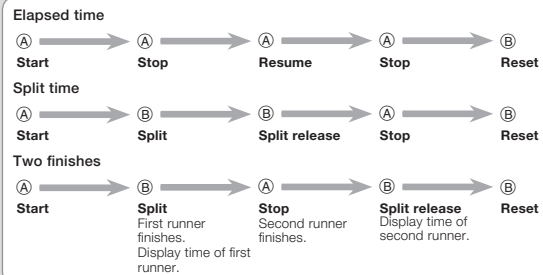 Elapsed time
Ⓐ Ⓐ Ⓐ Ⓐ Ⓑ
Start Stop Resume Stop Reset
Split time
Ⓐ Ⓑ Ⓑ Ⓐ Ⓑ
Start Split Split release Stop Reset
Two finishes
Ⓐ Ⓑ Ⓐ Ⓑ Ⓑ
Start Split Stop Split release Reset
First runner Second runner Display time of
finishes. finishes. second runner.
Display time of first
runner.